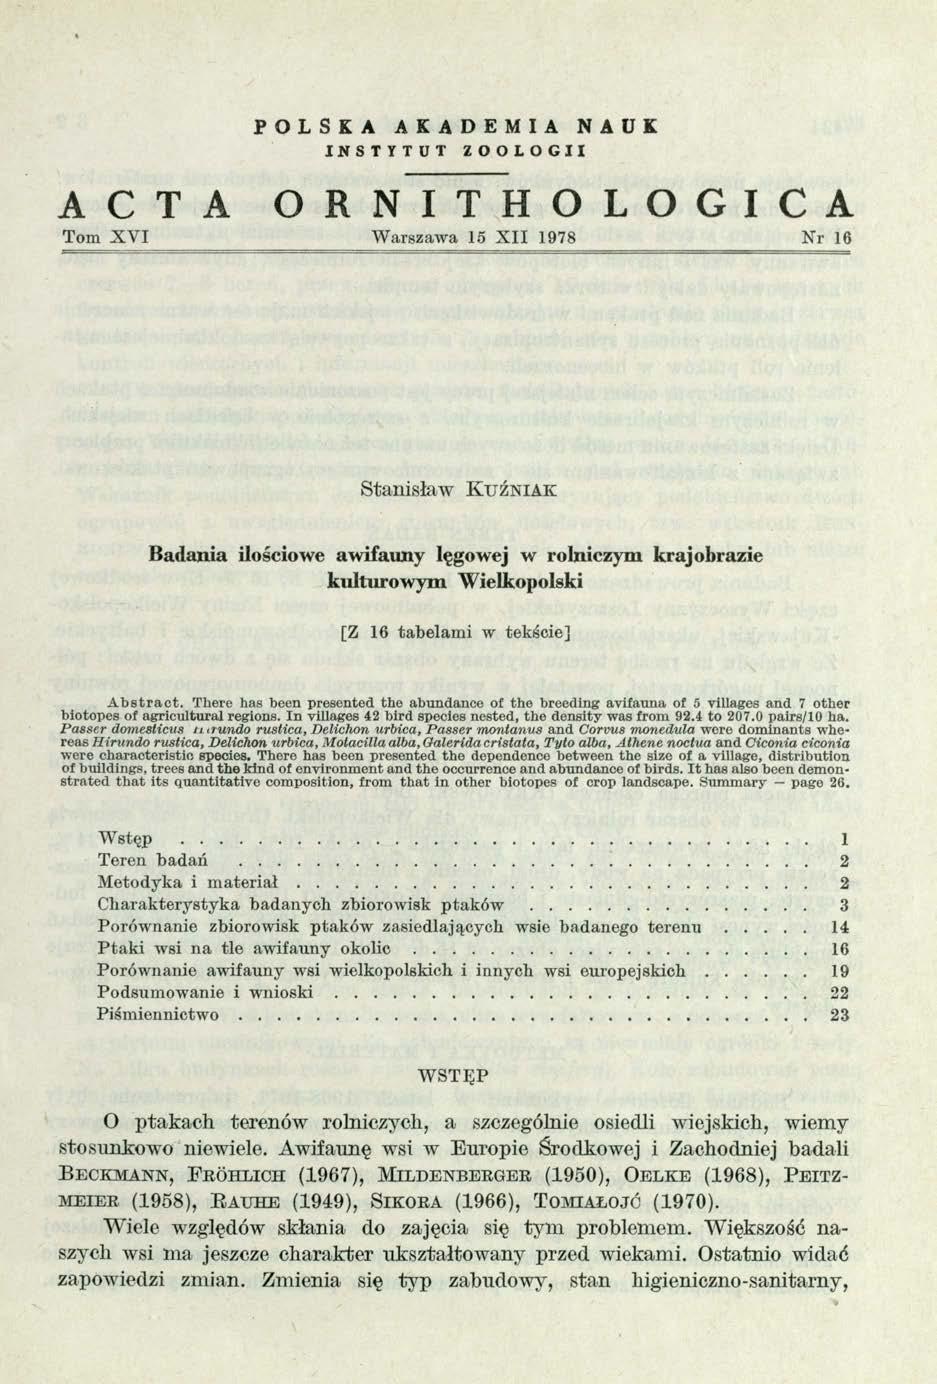 POLSKA AKADEMIA NAUK
INSTYTUT ZOOLOGII
ACTA ORNITHOLOGICA
Tom XVI Warszawa 15 XII 1978 Nr 16
Stanisław KUŹNIAK
Badania ilościowe awifauny lęgowej w rolniczym krajobrazie
kulturowym Wielkopolski
[Z 16 tabelami w tekście]
Abstract. There has been presented the abundance of the breeding avifauna of 5 villages and 7 other
biotopes of agricultural regions. In villages 42 bird species nested, the density was from 92.4 to 207.0 pairs/10 ha.
Passer domesticus rustica, Delichon urbica, Passer montanus and Corvus monedula were dominants whe-
reas Hirundo rustica, Delichon urbica, Motacilla alba, Galerida cristata, Tyto alba, Athene noctua and Ciconia ciconia
were characteristic species. There has been presented the dependence between the size of a village, distribution
of buildings, trees and the kind of environment and the occurrence and abundance of birds. It has also been demon-
strated that its quantitative composition, from that in other biotopes of crop landscape. Summary — page 26.
Wstęp . . . . . . . . . . . . . . . . . . . . . . . . . . . . . . . . 1
Teren badań . . . . . . . . . . . . . . . . . . . . . . . . . . . . . 2
Metodyka i materiał . . . . . . . . . . . . . . . . . . . . . . . . . . 2
Charakterystyka badanych zbiorowisk ptaków . . . . . . . . . . . . . . . 3
Porównanie zbiorowisk ptaków zasiedlających wsie badanego terenu . . . . . 14
Ptaki wsi na tle awifauny okolic . . . . . . . . . . . . . . . . . . . . . 16
Porównanie awifauny wsi wielkopolskich i innych wsi europejskich . . . . . . 19
Podsumowanie i wnioski . . . . . . . . . . . . . . . . . . . . . . . . . 22
Piśmiennictwo . . . . . . . . . . . . . . . . . . . . . . . . . . . . . 23
WSTĘP
O ptakach terenów rolniczych, a szczególnie osiedli wiejskich, wiemy
stosunkowo niewiele. Awifaunę wsi w Europie Środkowej i Zachodniej badali
BECKMANN, FRÖHLICH (1967), MILDENBERGER (1950), OELKE (1968), PEITZ-
MEIER (1958), RAUHE (1949), SIKORA (1966), TOMIAŁOJĆ (1970).
Wiele względów skłania do zajęcia się tym problemem. Większość na-
szych wsi ma jeszcze charakter ukształtowany przed wiekami. Ostatnio widać
zapowiedzi zmian. Zmienia się typ zabudowy, stan higieniczno-sanitarny,